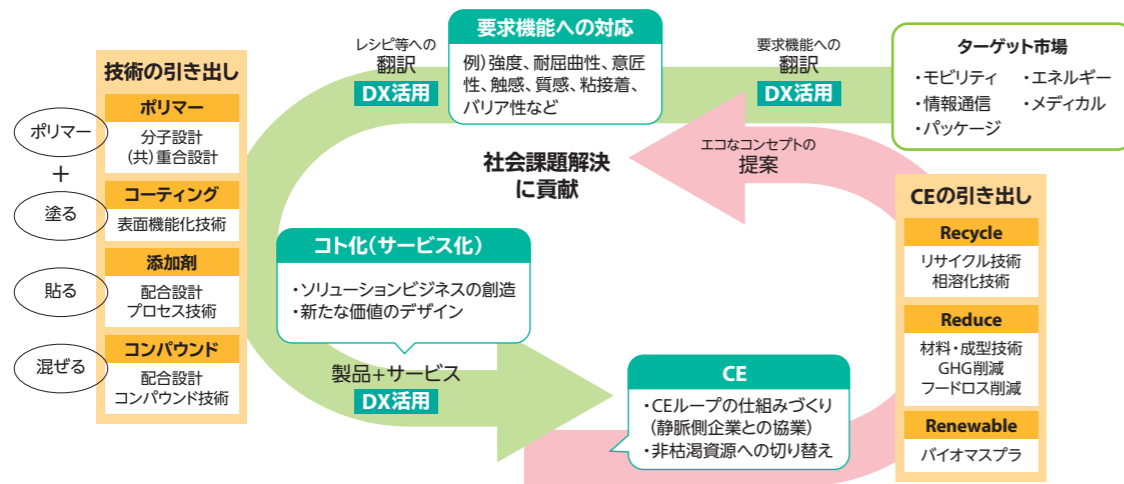 技術の引き出し
ポリマー
分子設計
(共)重合設計
コーティング
表面機能化技術
添加剤
配合設計
プロセス技術
コンパウンド
配合設計
コンパウンド技術
ポリマー
+
塗る
貼る
混ぜる
レシピ等への
翻訳
DX活用
要求機能への対応
例)強度、耐屈曲性、意匠
性、触感、質感、粘接着、
バリア性など
要求機能への
翻訳
DX活用
ターゲット市場
・モビリティ ・エネルギー
・情報通信 ・メディカル
・パッケージ
エコなコンセプトの
提案
社会課題解決
に貢献
コト化(サービス化)
・ソリューションビジネスの創造
・新たな価値のデザイン
製品+サービス
DX活用
CE
・CEループの仕組みづくり
(静脈側企業との協業)
・非枯渇資源への切り替え
CEの引き出し
Recycle
リサイクル技術
相溶化技術
Reduce
材料・成型技術
GHG削減
フードロス削減
Renewable
バイオマスプラ